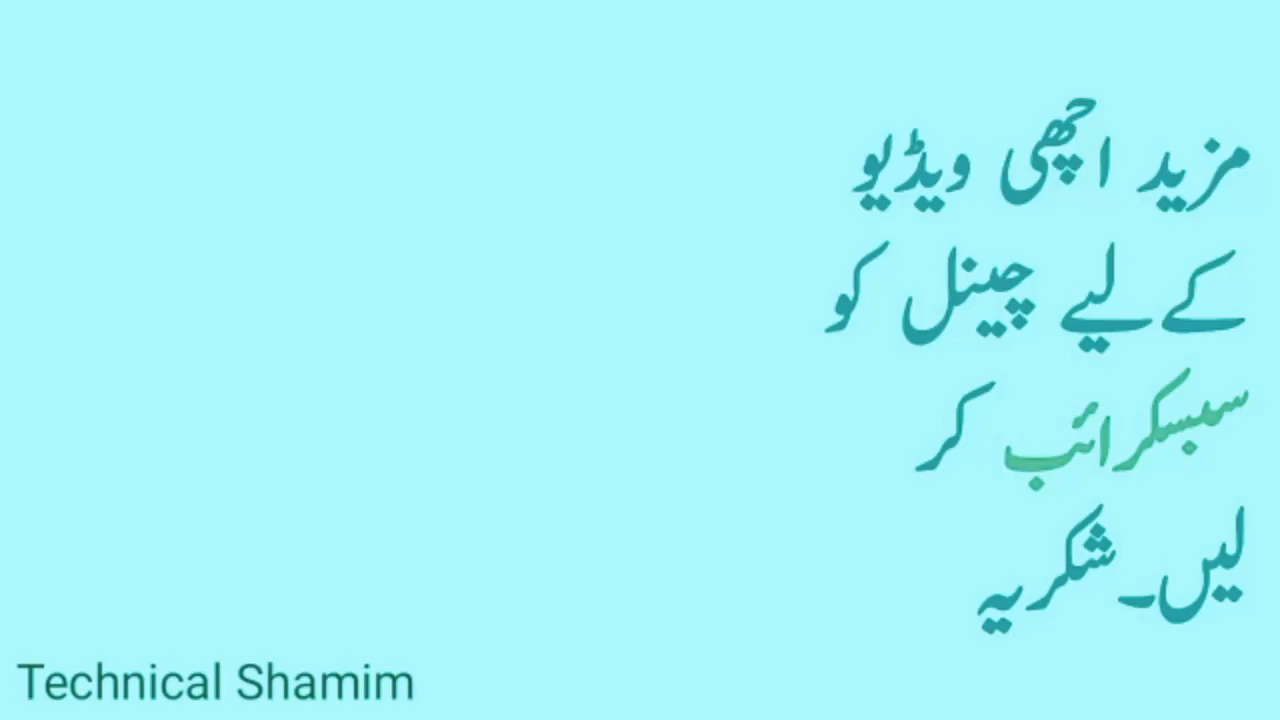 مزید اچھی ویڈیو
کے لیے چینل کو
سبسکرائب کر
لیں۔ شکریہ
Technical Shamim